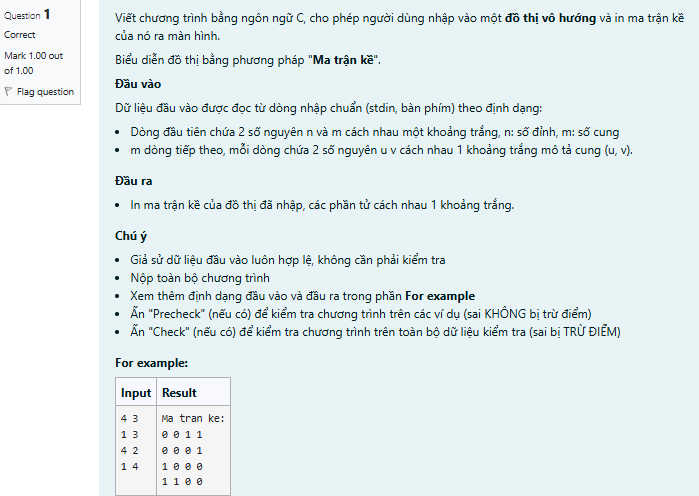 Question 1
Correct
Mark 1.00 out
of 1.00
Flag question
Viết chương trình bằng ngôn ngữ C, cho phép người dùng nhập vào một đồ thị vô hướng và in ma trận kề
của nó ra màn hình.
Biểu diễn đồ thị bằng phương pháp "Ma trận kề".
Đầu vào
Dữ liệu đầu vào được đọc từ dòng nhập chuẩn (stdin, bàn phím) theo định dạng:
• Dòng đầu tiên chứa 2 số nguyên n và m cách nhau một khoảng trắng, n: số đỉnh, m: số cung
• m dòng tiếp theo, mỗi dòng chứa 2 số nguyên u v cách nhau 1 khoảng trắng mô tả cung (u, v).
Đầu ra
• In ma trận kề của đồ thị đã nhập, các phần tử cách nhau 1 khoảng trắng.
Chú ý
• Giả sử dữ liệu đầu vào luôn hợp lệ, không cần phải kiểm tra
• Nộp toàn bộ chương trình
• Xem thêm định dạng đầu vào và đầu ra trong phần For example
• Ấn "Precheck" (nếu có) để kiểm tra chương trình trên các ví dụ (sai KHÔNG bị trừ điểm)
• Ấn "Check" (nếu có) để kiểm tra chương trình trên toàn bộ dữ liệu kiểm tra (sai bị TRỪ ĐIỂM)
For example:
Input Result
4 3 Ma tran ke:
1 3 0 0 1 1
4 2 0 0 0 1
1 4 1 0 0 0
1 1 0 0